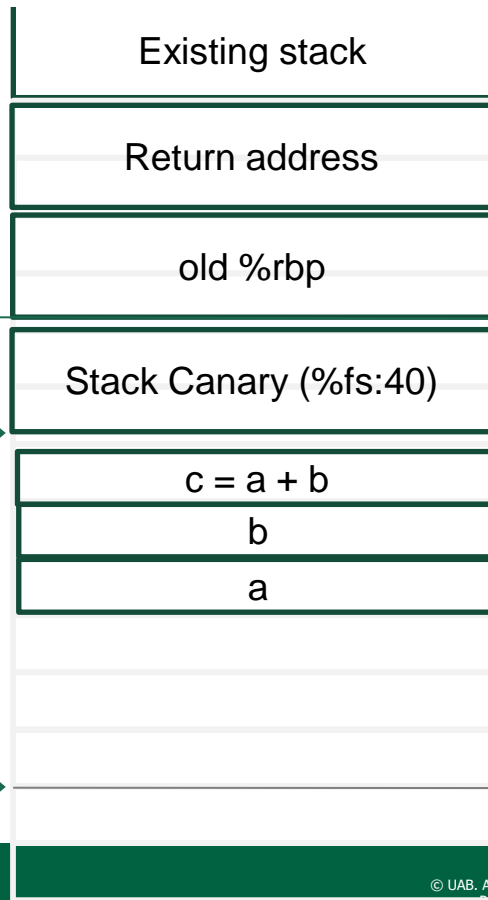 Existing stack
Return address
old %rbp
Stack Canary (%fs:40)
c = a + b
b
a
© UAB. A